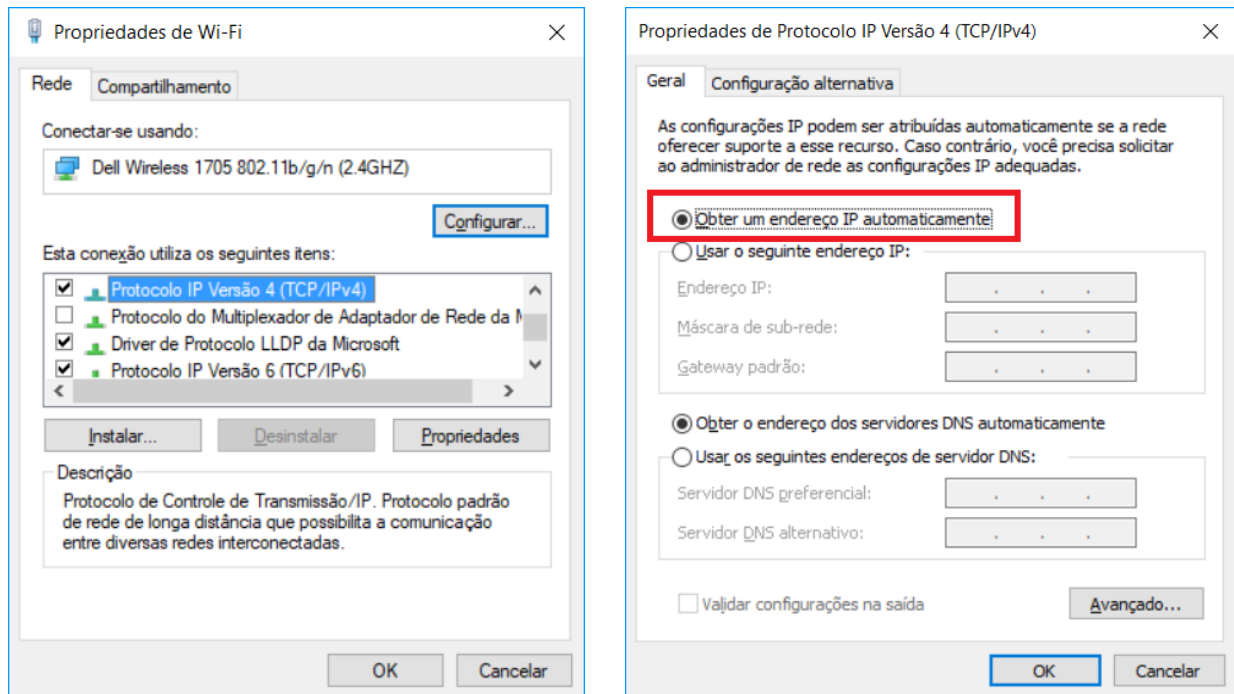 Propriedades de Wi-Fi
Rede
Compartilhamento
Conectar-se usando:
Dell Wireless 1705 802.11b/g/n (2.4GHZ)
Configurar...
Esta conexão utiliza os seguintes itens:
Protocolo IP Versão 4 (TCP/IPv4)
Protocolo do Multiplexador de Adaptador de Rede da
Driver de Protocolo LLDP da Microsoft
Protocolo IP Versão 6 (TCP/IPv6)
Instalar...
Desinstalar
Propriedades
Descrição
Protocolo de Controle de Transmissão/IP. Protocolo padrão
de rede de longa distância que possibilita a comunicação
entre diversas redes interconectadas.
OK
Cancelar
Propriedades de Protocolo IP Versão 4 (TCP/IPv4)
Geral
Configuração alternativa
As configurações IP podem ser atribuídas automaticamente se a rede
oferecer suporte a esse recurso. Caso contrário, você precisa solicitar
ao administrador de rede as configurações IP adequadas.
Obter um endereço IP automaticamente
Usar o seguinte endereço IP:
Endereço IP:
Máscara de sub-rede:
Gateway padrão:
Obter o endereço dos servidores DNS automaticamente
Usar os seguintes endereços de servidor DNS:
Servidor DNS preferencial:
Servidor DNS alternativo:
Validar configurações na saída
Avançado...
OK
Cancelar